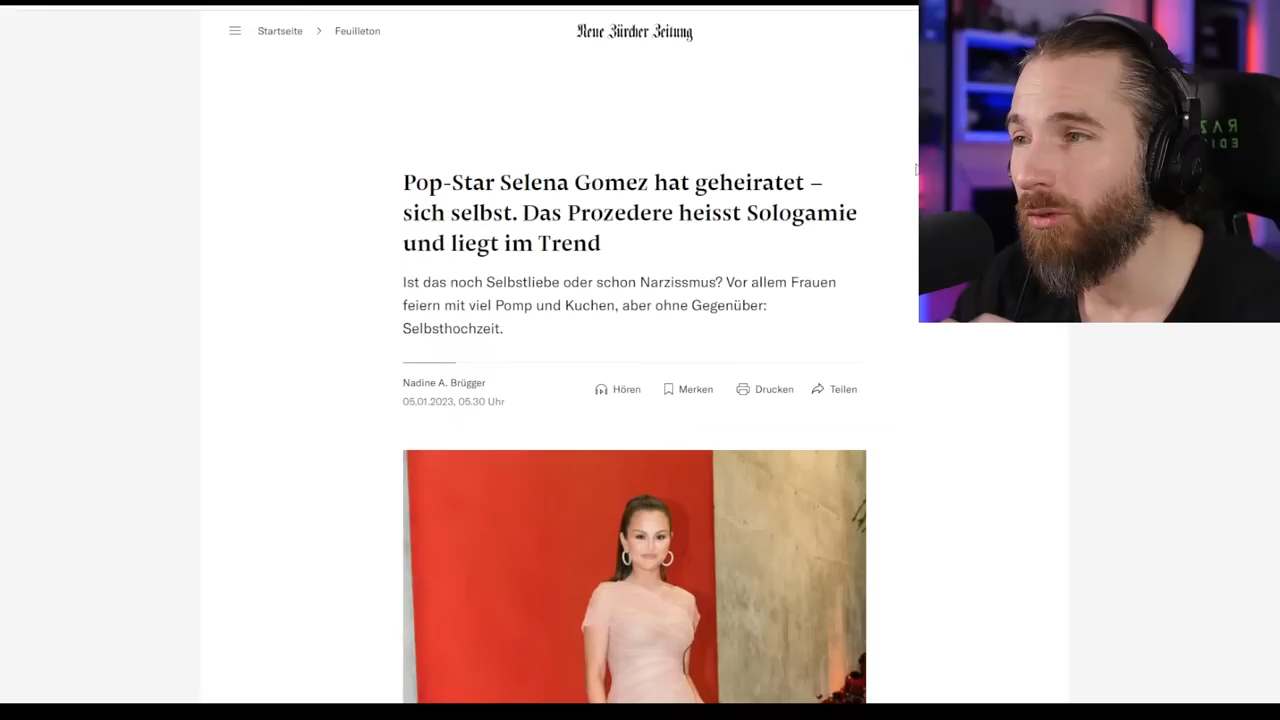 Startseite > Feuilleton
Neue Zürcher Zeitung
Pop-Star Selena Gomez hat geheiratet –
sich selbst. Das Prozedere heisst Sologamie
und liegt im Trend
Ist das noch Selbstliebe oder schon Narzissmus? Vor allem Frauen
feiern mit viel Pomp und Kuchen, aber ohne Gegenüber:
Selbsthochzeit.
Nadine A. Brügger
05.01.2023, 05.30 Uhr
Hören Merken Drucken Teilen